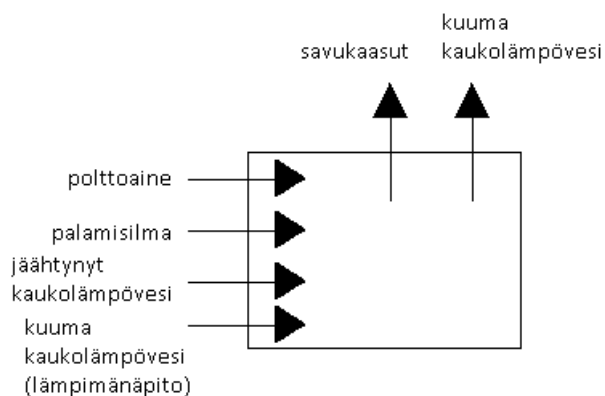 savukaasut
kuuma
kaukolämpövesi
polttoaine
palamisilma
jäähtynyt
kaukolämpövesi
kuuma
kaukolämpövesi
(lämpimänäpito)